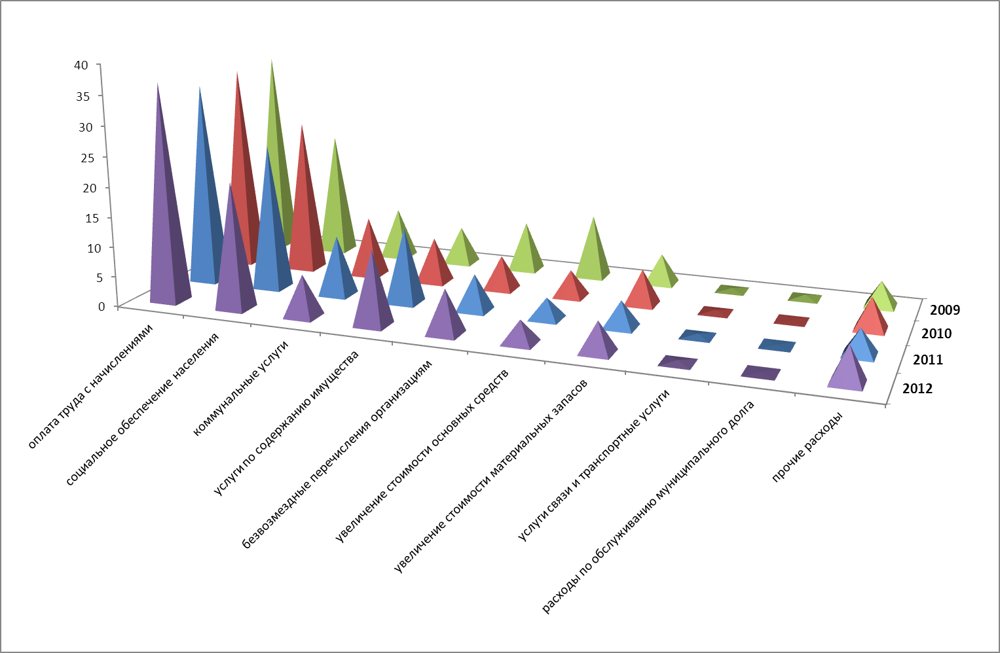 40
35
30
25
20
15
10
5
0
оплата труда с начислениями
социальное обеспечение населения
коммунальные услуги
услуги по содержанию имущества
безвозмездные перечисления организациям
увеличение стоимости основных средств
увеличение стоимости материальных запасов
услуги связи и транспортные услуги
расходы по обслуживанию муниципального долга
прочие расходы
2009
2010
2011
2012